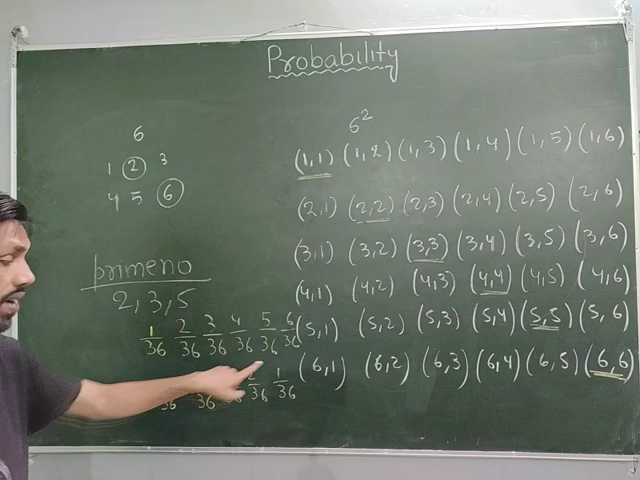 Probability
6
1 2 3
4 5 6
prime no
2, 3, 5
1/36 2/36 3/36 4/36 5/36 6/36
36 36 36 1/36
6²
(1,1) (1,2) (1,3) (1,4) (1,5) (1,6)
(2,1) (2,2) (2,3) (2,4) (2,5) (2,6)
(3,1) (3,2) (3,3) (3,4) (3,5) (3,6)
(4,1) (4,2) (4,3) (4,4) (4,5) (4,6)
(5,1) (5,2) (5,3) (5,4) (5,5) (5,6)
(6,1) (6,2) (6,3) (6,4) (6,5) (6,6)